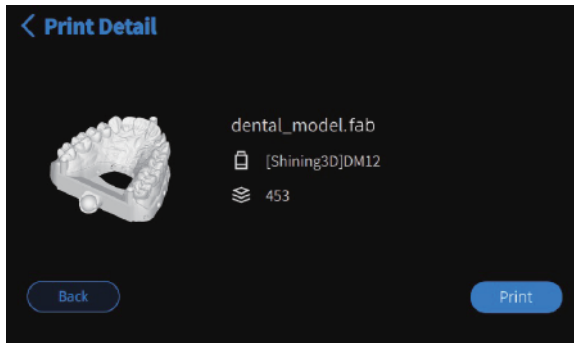 Print Detail
dental_model.fab
[Shining3D]DM12
453
Back
Print